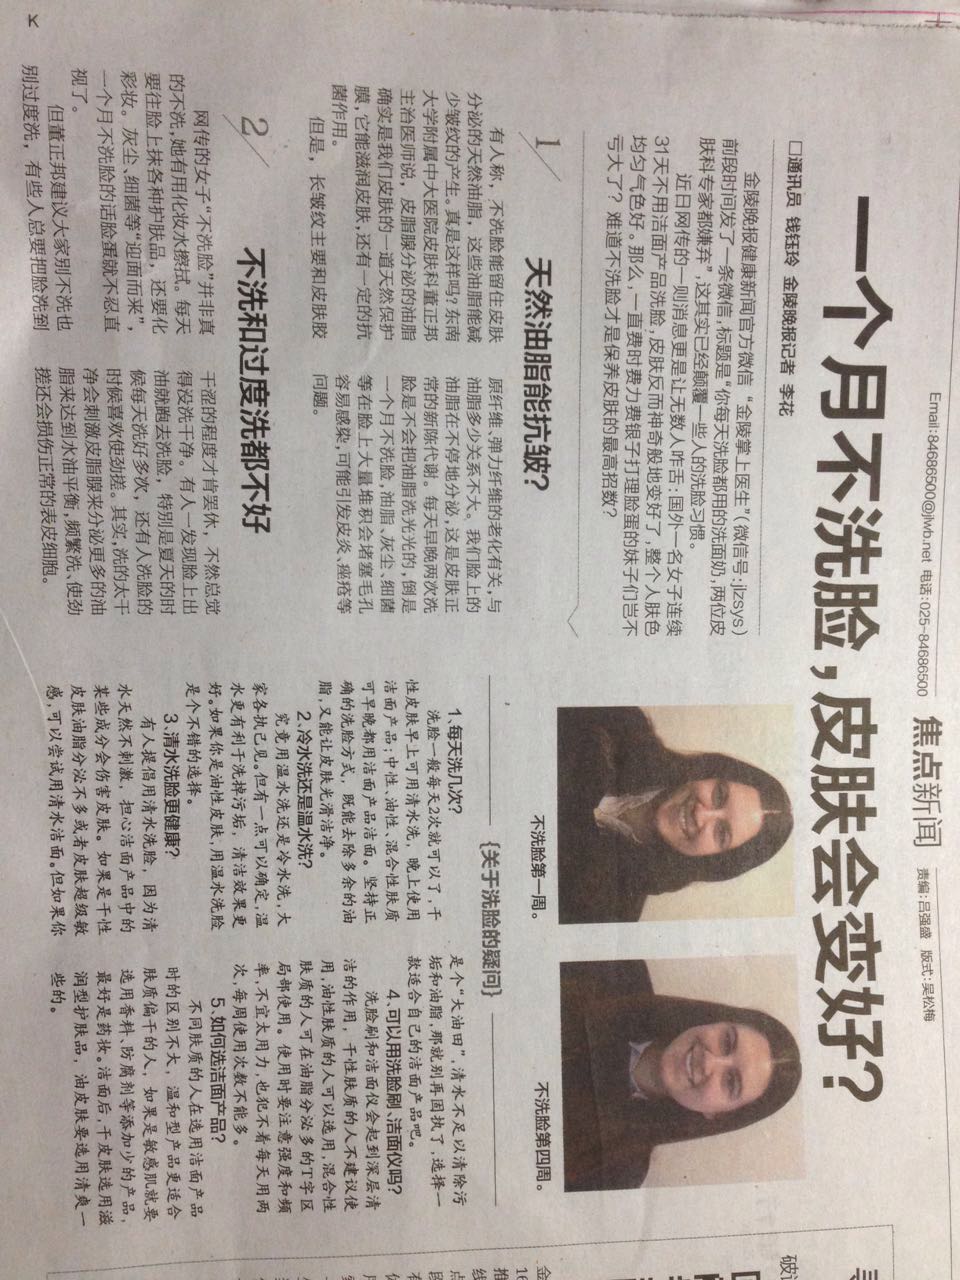 Email:84686500@jlwb.net 电话:025-84686500
焦点新闻
责编:吕强盛 版式:吴松梅
一个月不洗脸,皮肤会变好?
□通讯员 钱钰玲 金陵晚报记者 李花
金陵晚报健康新闻官方微信“金陵掌上医生”(微信号:jlzsys)
前段时间发了一条微信,标题是“你每天洗脸都用的洗面奶,两位皮
肤科专家都嫌弃”,这其实已经颠覆一些人的洗脸习惯。
近日网传的一则消息更是让无数人咋舌:国外一名女子连续
31天不用洁面产品洗脸,皮肤反而神奇般地变好了,整个人肤色
均匀气色好。那么,一直费时费力费银子打理脸蛋的妹子们岂不
亏大了?难道不洗脸才是保养皮肤的最高招数?
不洗脸第一周。
不洗脸第四周。
1/
天然油脂能抗皱?
有人称,不洗脸能留住皮肤
分泌的天然油脂,这些油脂能减
少皱纹的产生。真是这样吗?东南
大学附属中大医院皮肤科董正邦
主治医师说,皮脂腺分泌的油脂
确实是我们皮肤的一道天然保护
膜,它能滋润皮肤,还有一定的抗
菌作用。
但是,长皱纹主要和皮肤胶
原纤维、弹力纤维的老化有关,与
油脂多少关系不大。我们脸上的
油脂在不停地分泌,这是皮肤正
常的新陈代谢。每天早晚两次洗
脸是不会把油脂洗光光的,倒是
一个月不洗脸,油脂、灰尘、细菌
等在脸上大量堆积会堵塞毛孔
容易感染,可能引发皮炎、痤疮等
问题。
2/
不洗和过度洗都不好
网传的女子“不洗脸”并非真
的不洗,她有用化妆水擦拭。每天
要往脸上抹各种护肤品,还要化
彩妆。灰尘、细菌等“迎面而来”,
一个月不洗脸的话脸蛋就不忍直
视了。
但董正邦建议大家别不洗也
别过度洗,有些人总要把脸洗到
干涩的程度才肯罢休,不然总觉
得没洗干净。有人一发现脸上出
油就跑去洗脸,特别是夏天的时
候每天洗好多次,还有人洗脸的
时候喜欢使劲搓。其实,洗的太干
净会刺激皮脂腺来分泌更多的油
脂来达到水油平衡,频繁洗、使劲
搓还会损伤正常的表皮细胞。
{关于洗脸的疑问}
1、每天洗几次?
洗脸一般每天2次就可以了,干
性皮肤早上可用清水洗,晚上使用
洁面产品;中性、油性、混合性肤质
可早晚都用洁面产品洁面。坚持正
确的洗脸方式,既能去除多余的油
脂,又能让皮肤光滑洁净。
2、冷水洗还是温水洗?
究竟用温水洗还是冷水洗,大
家各执己见。但有一点可以确定,温
水更有利于洗掉污垢,清洁效果更
好。如果你是油性皮肤,用温水洗脸
是个不错的选择。
3、清水洗脸更健康?
有人提倡用清水洗脸,因为清
水天然不刺激,担心洁面产品中的
某些成分会伤害皮肤。如果是干性
皮肤油脂分泌不多或者皮肤超级敏
感,可以尝试用清水洁面。但如果你
是个“大油田”,清水不足以清除污
垢和油脂,那就别再固执了,选择一
款适合自己的洁面产品吧。
4、可以用洗脸刷、洁面仪吗?
洗脸刷和洁面仪会起到深层清
洁的作用,干性肤质的人不建议使
用,油性肤质的人可以选用,混合性
肤质的人可在油脂分泌多的T字区
局部使用。使用时要注意强度和频
率,不宜太用力,也犯不着每天用两
次,每周使用次数不能多。
5、如何选洁面产品?
不同肤质的人在选用洁面产品
时的区别不大,温和型产品更适合
肤质偏干的人,如果是敏感肌就要
选用香料、防腐剂等添加少的产品,
最好是药妆。洁面后,干皮肤选用滋
润型护肤品,油皮肤要选用清爽一
些的。